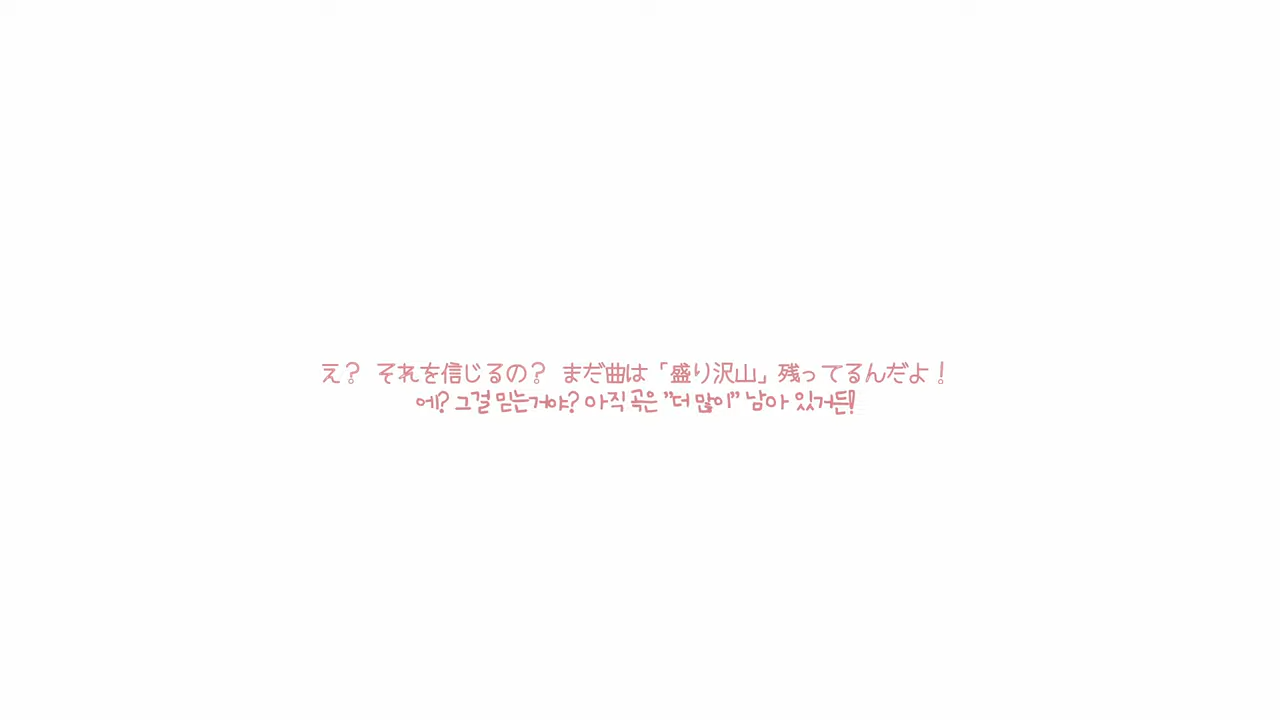 え？ それを信じるの？ まだ曲は「盛り沢山」残ってるんだよ！
에? 그걸 믿는거야? 아직 곡은 "더 많이" 남아 있거든!